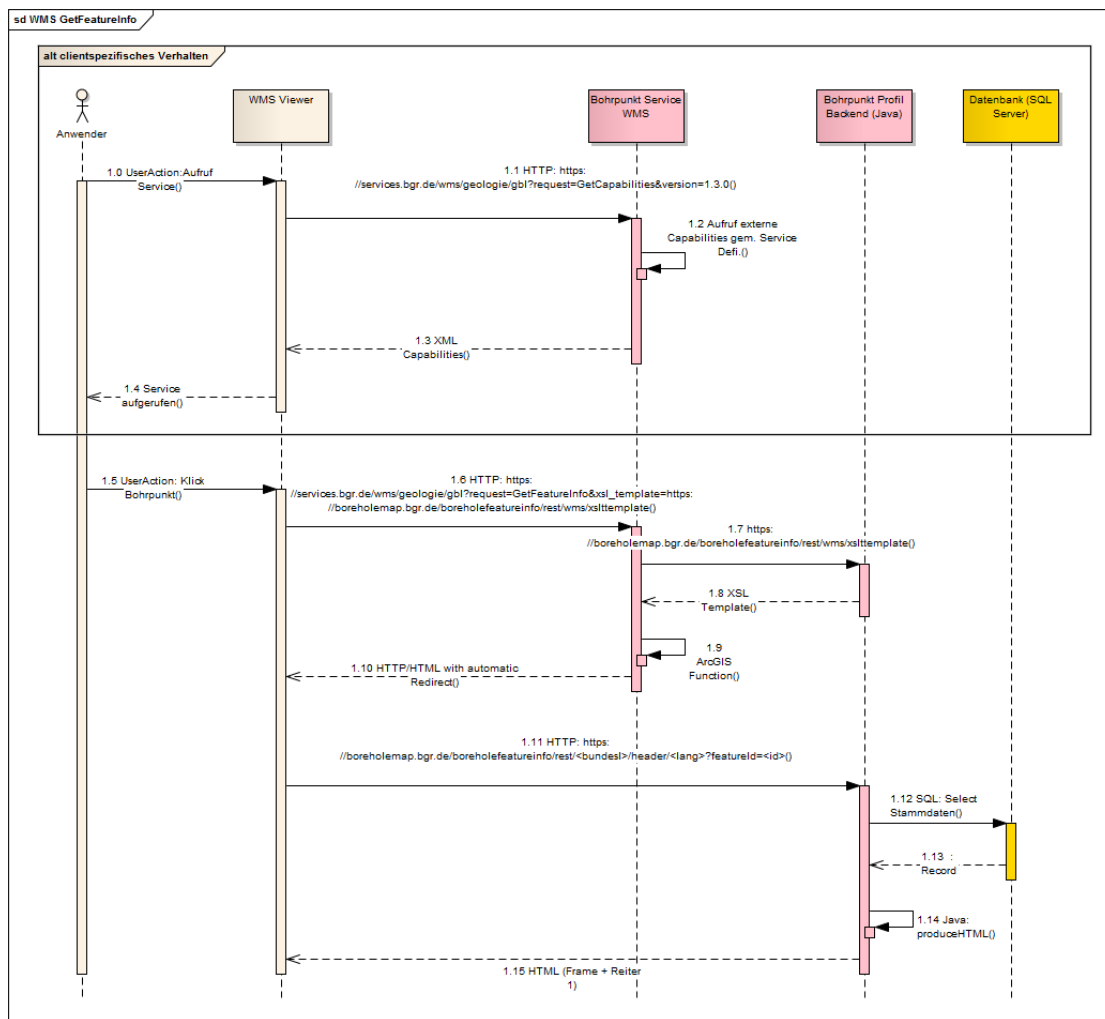 sd WMS GetFeatureInfo
alt clientspezifisches Verhalten
Anwender
WMS Viewer
Bohrpunkt Service
WMS
Bohrpunkt Profil
Backend (Java)
Datenbank (SQL
Server)
1.0 UserAction:Aufruf
Service()
1.1 HTTP: https:
//services.bgr.de/wms/geologie/gbl?request=GetCapabilities&version=1.3.0()
1.2 Aufruf externe
Capabilities gem. Service
Defi.()
1.3 XML
Capabilities()
1.4 Service
aufgerufen()
1.5 UserAction: Klick
Bohrpunkt()
1.6 HTTP: https:
//services.bgr.de/wms/geologie/gbl?request=GetFeatureInfo&xsl_template=https:
//boreholemap.bgr.de/boreholefeatureinfo/rest/wms/xslttemplate()
1.7 https:
//boreholemap.bgr.de/boreholefeatureinfo/rest/wms/xslttemplate()
1.8 XSL
Template()
1.9
ArcGIS
Function()
1.10 HTTP/HTML with automatic
Redirect()
1.11 HTTP: https:
//boreholemap.bgr.de/boreholefeatureinfo/rest/<bundesl>/header/<lang>?featureId=<id>()
1.12 SQL: Select
Stammdaten()
1.13 :
Record
1.14 Java:
produceHTML()
1.15 HTML (Frame + Reiter
1)